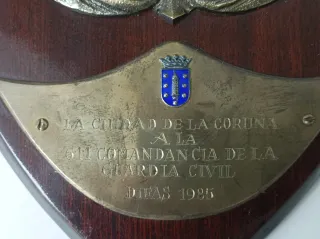 LA CIUDAD DE LA CORUÑA
A LA
COMANDANCIA DE LA
GUARDIA CIVIL
1985